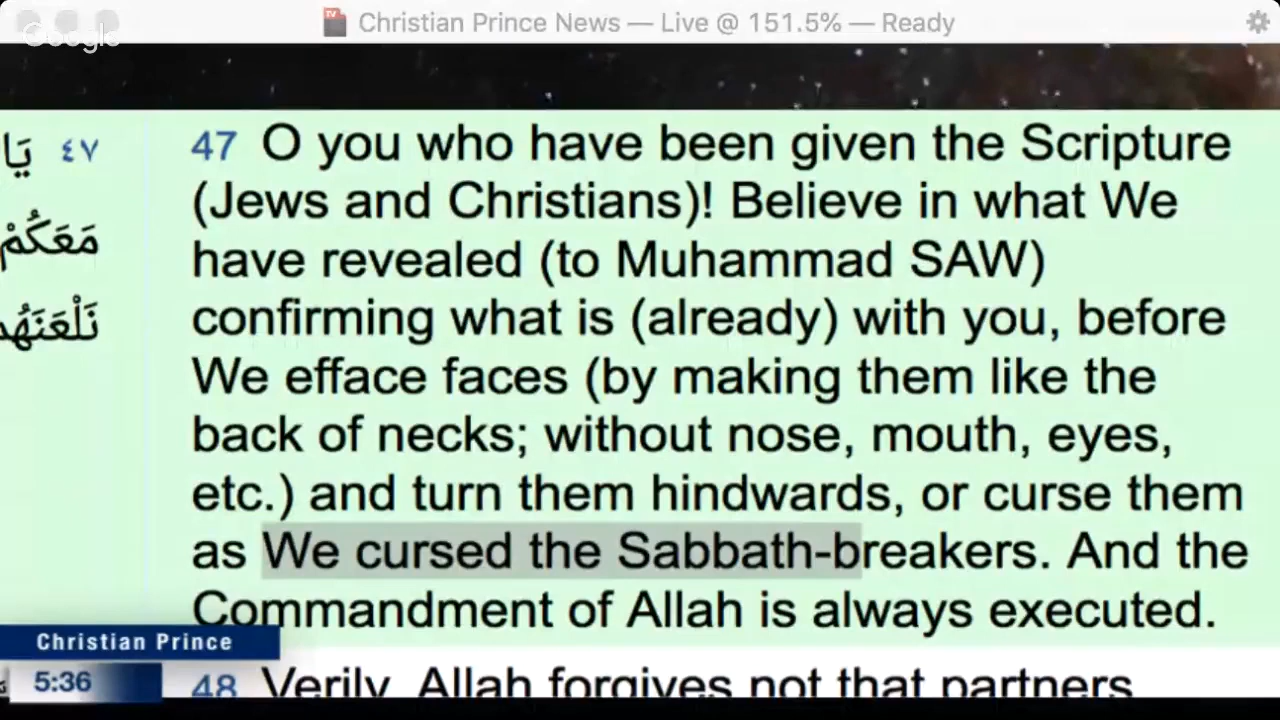 Google
Christian Prince News — Live @ 151.5% — Ready
٤٧ يَا
مَعَكُمْ
47 O you who have been given the Scripture
(Jews and Christians)! Believe in what We
have revealed (to Muhammad SAW)
confirming what is (already) with you, before
We efface faces (by making them like the
back of necks; without nose, mouth, eyes,
etc.) and turn them hindwards, or curse them
as We cursed the Sabbath-breakers. And the
Commandment of Allah is always executed.
48 Verily, Allah forgives not that partners
Christian Prince
5:36